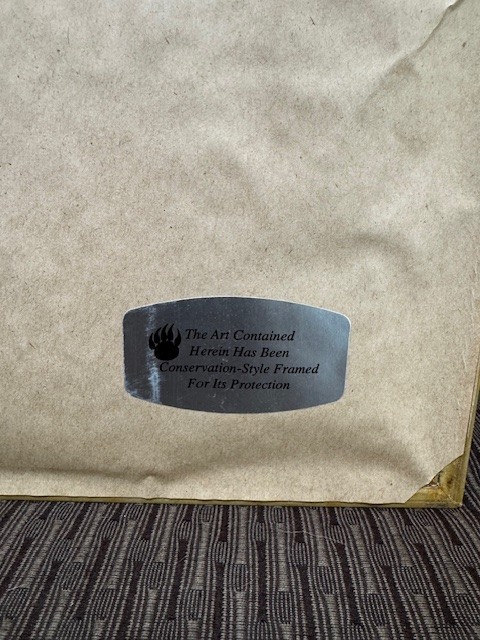 The Art Contained
Herein Has Been
Conservation-Style Framed
For Its Protection